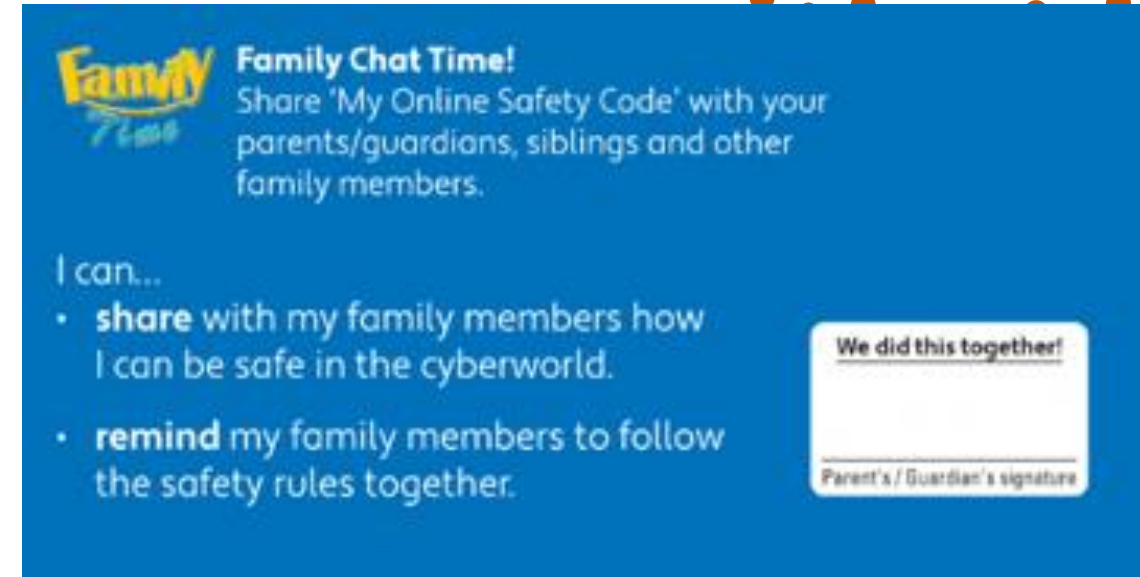 Family
Time
Family Chat Time!
Share 'My Online Safety Code' with your
parents/guardians, siblings and other
family members.
I can...
• share with my family members how
I can be safe in the cyberworld.
• remind my family members to follow
the safety rules together.
We did this together!
Parent's / Guardian's signature